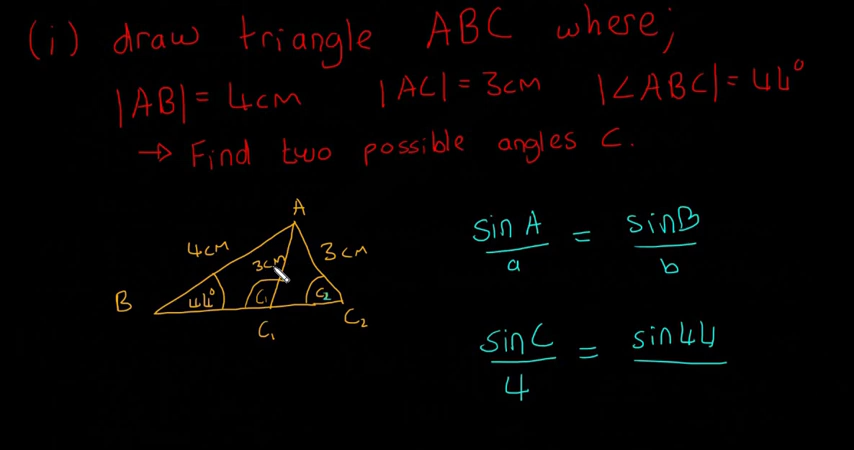 (i) draw triangle ABC where;
|AB| = 4cm |AC| = 3cm |∠ABC| = 44°
→ Find two possible angles C.
A
4cm 3cm 3cm
B 44° C₁ C₂
C₁ C₂
sin A / a = sin B / b
sin C / 4 = sin 44